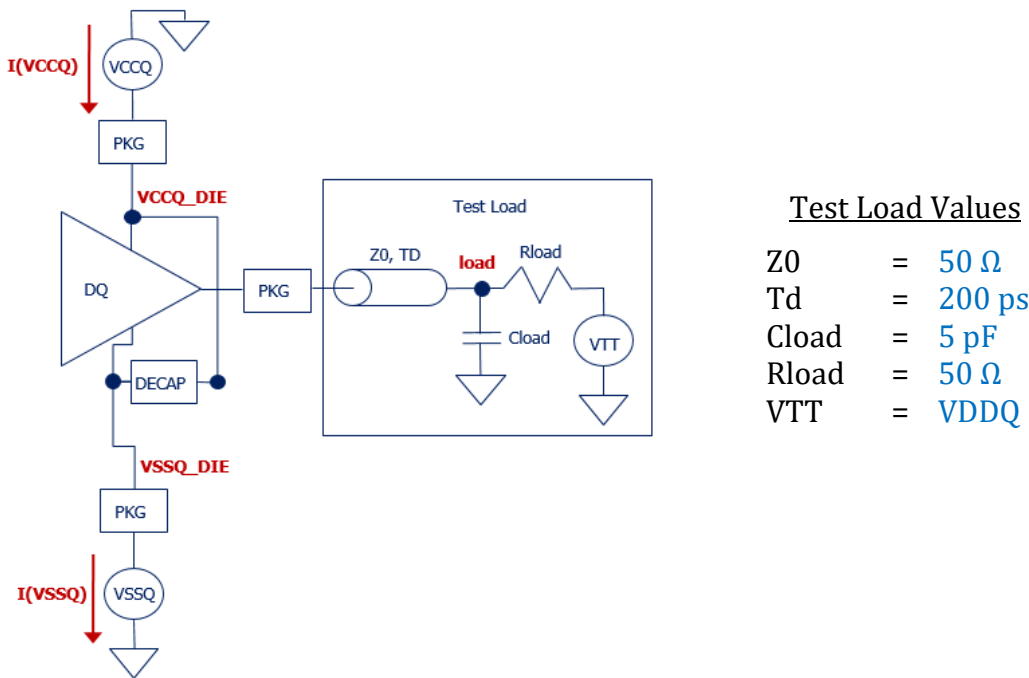 I(VCCQ)
VCCQ
PKG
VCCQ_DIE
DQ
DECAP
VSSQ_DIE
PKG
I(VSSQ)
VSSQ
PKG
Test Load
Z0, TD
load
Rload
Cload
VTT
Test Load Values
Z0 = 50 Ω
Td = 200 ps
Cload = 5 pF
Rload = 50 Ω
VTT = VDDQ